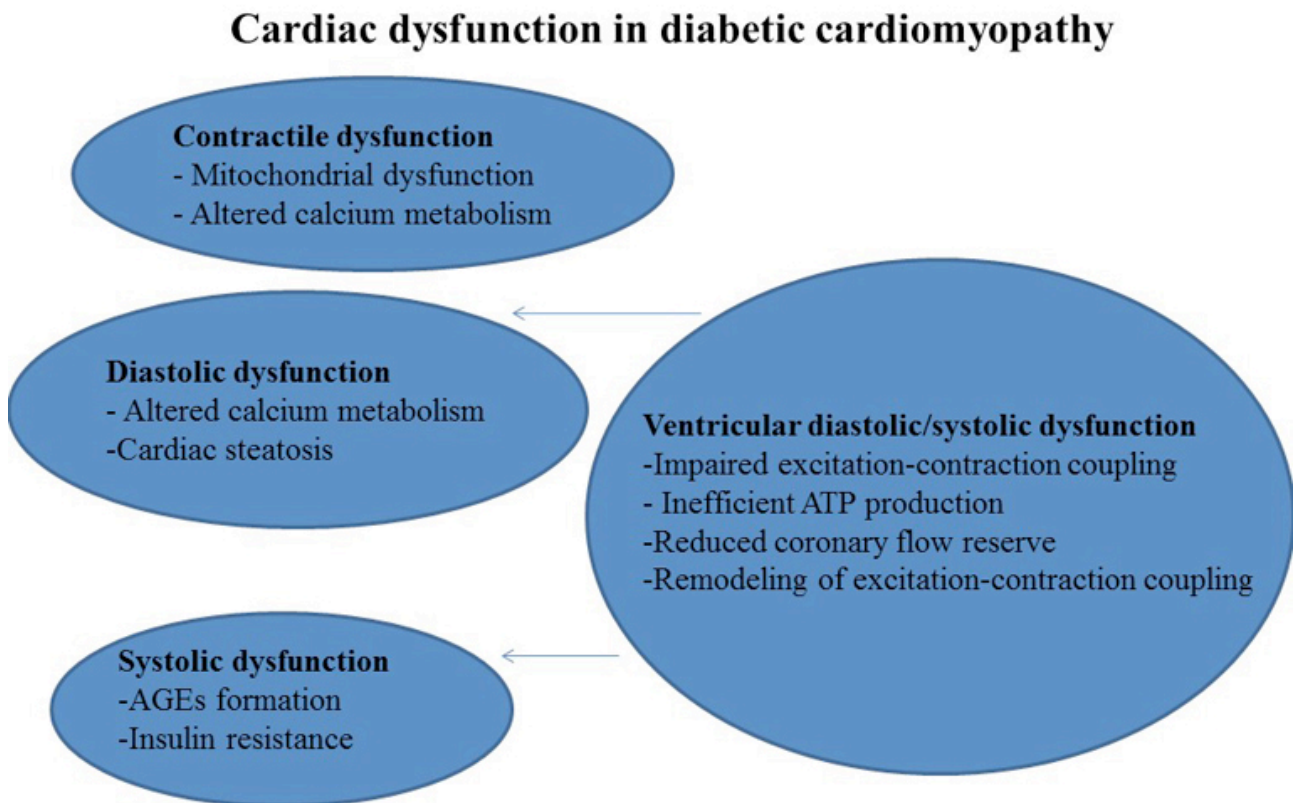 Cardiac dysfunction in diabetic cardiomyopathy
Contractile dysfunction
- Mitochondrial dysfunction
- Altered calcium metabolism
Diastolic dysfunction
- Altered calcium metabolism
-Cardiac steatosis
Ventricular diastolic/systolic dysfunction
-Impaired excitation-contraction coupling
- Inefficient ATP production
-Reduced coronary flow reserve
-Remodeling of excitation-contraction coupling
Systolic dysfunction
-AGEs formation
-Insulin resistance